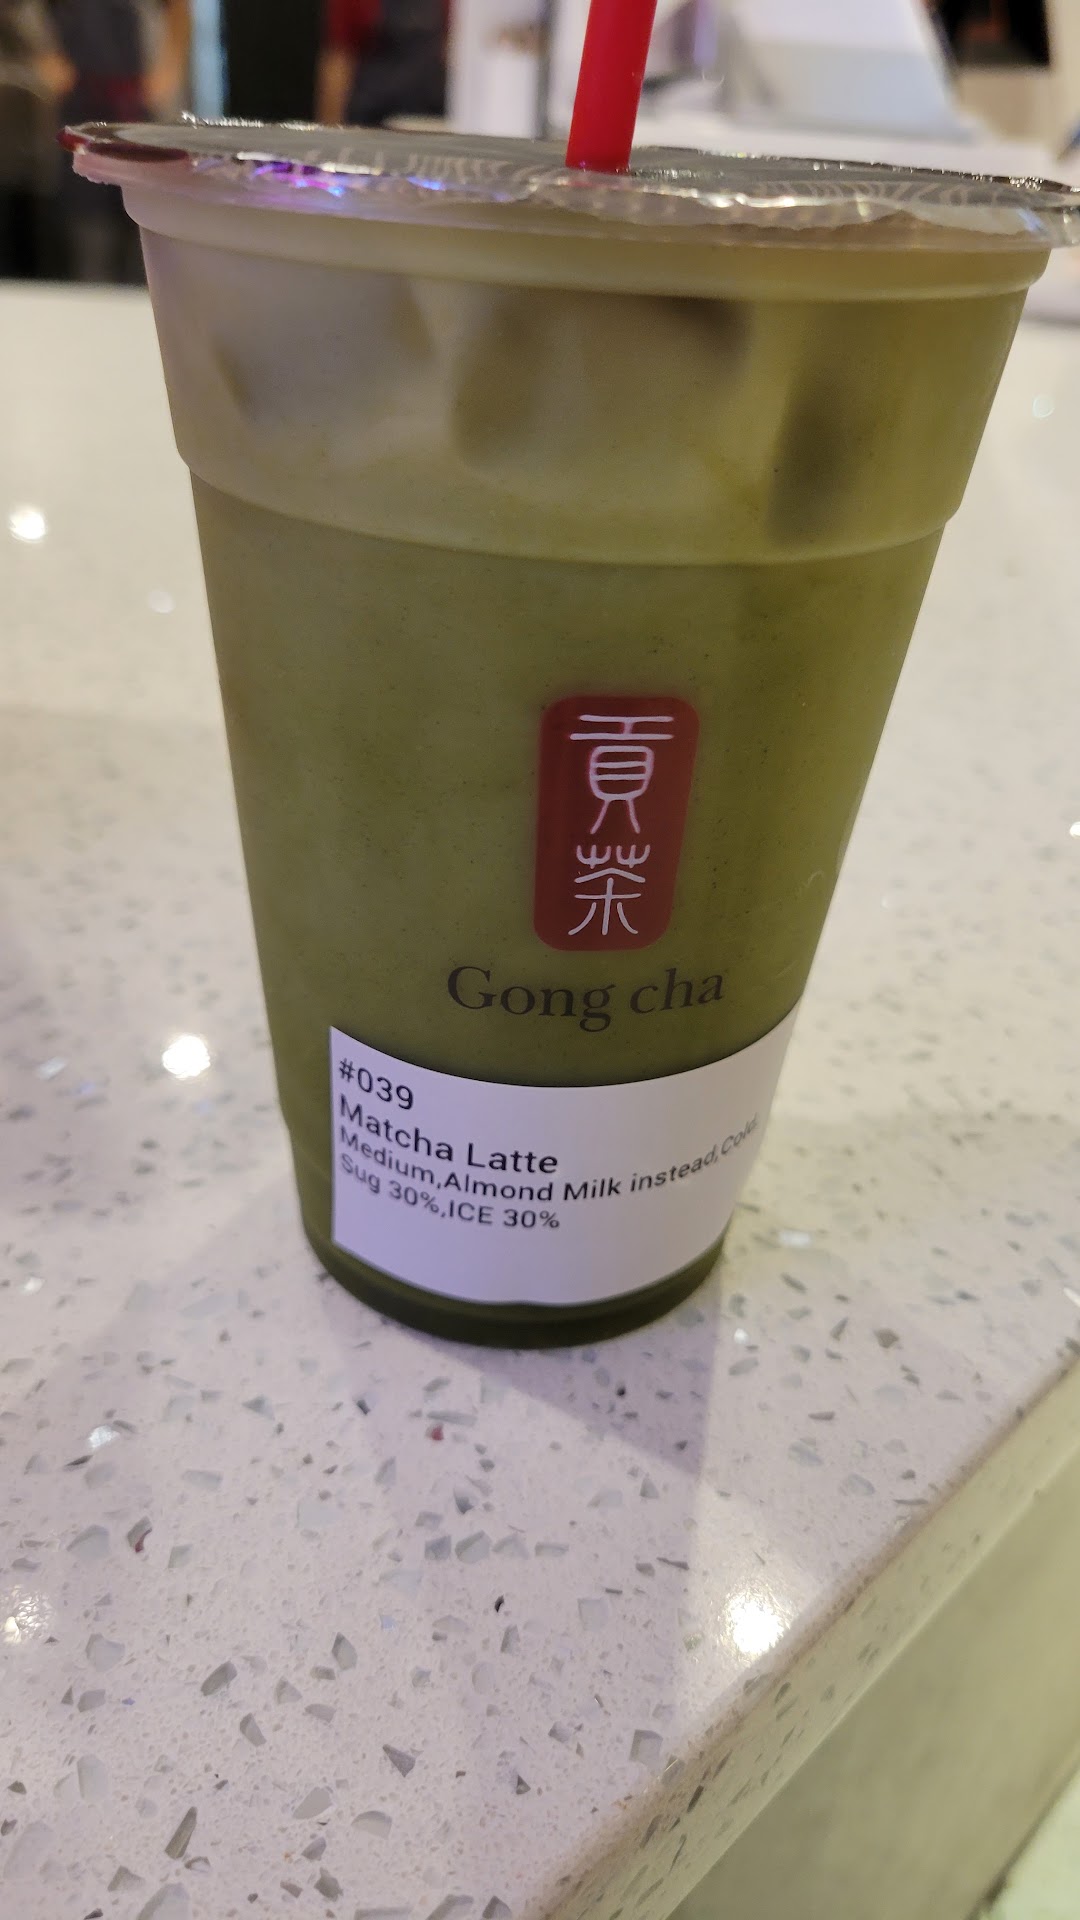 貢
茶
Gong cha
#039
Matcha Latte
Medium,Almond Milk instead,Cold,
Sug 30%,ICE 30%